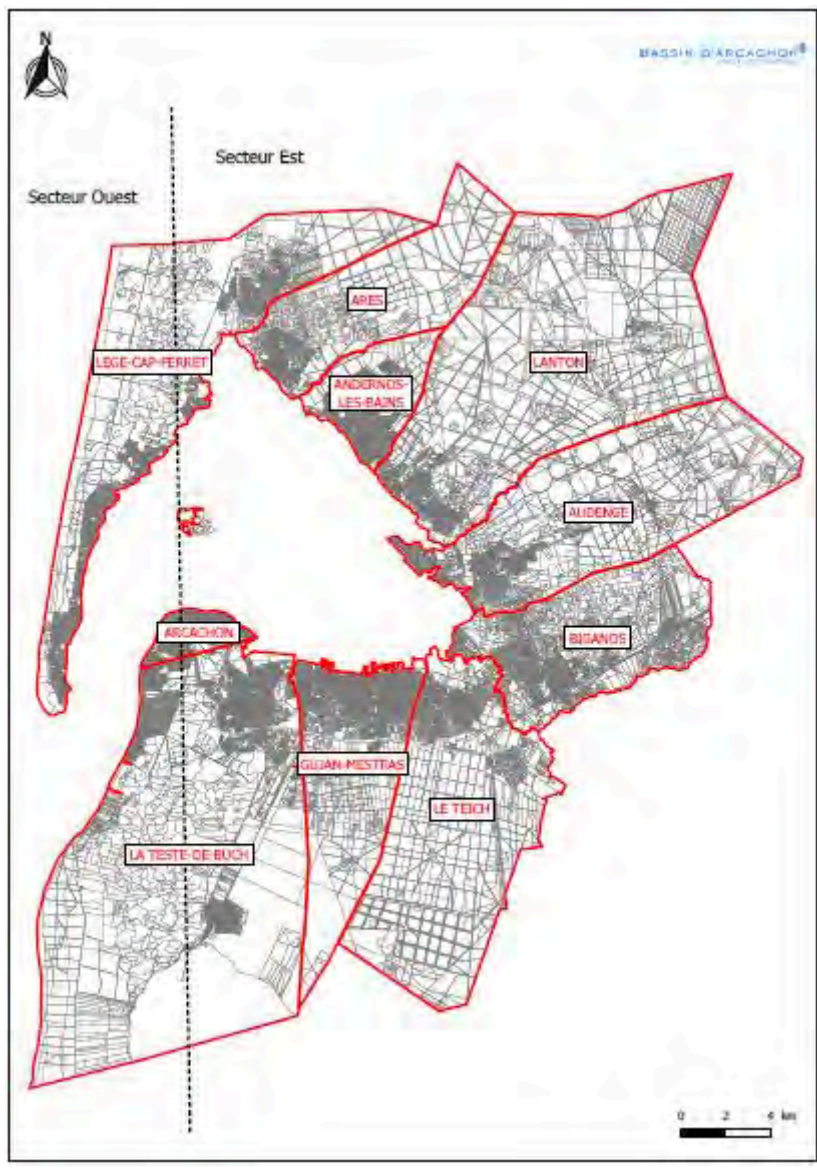 N
BASSIN D'ARCACHON®
Secteur Est
Secteur Ouest
ARES
LEGE-CAP-FERRET
LANTON
ANDERNOS-
LES-BAINS
AUDENGE
ARCACHON
BIGANOS
GUJAN-MESTRAS
LE TEICH
LA TESTE-DE-BUCH
0 2 4 km